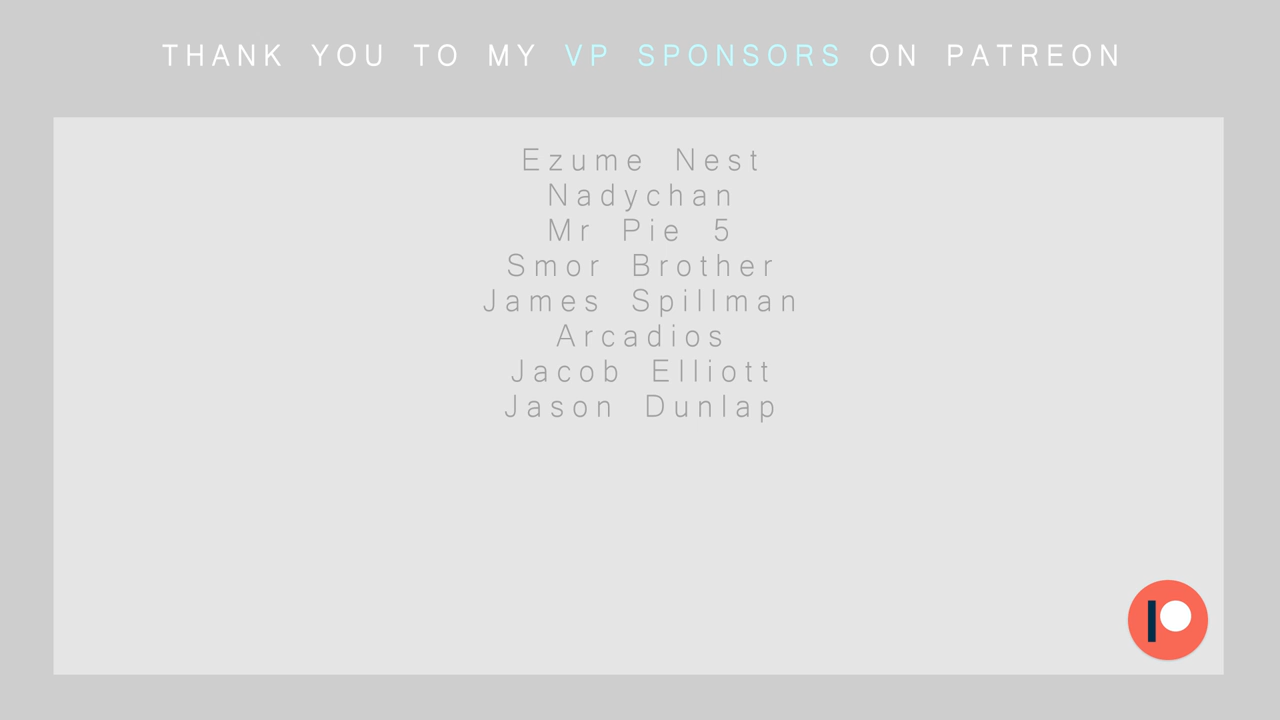 THANK YOU TO MY VP SPONSORS ON PATREON
Ezume Nest
Nadychan
Mr Pie 5
Smor Brother
James Spillman
Arcadios
Jacob Elliott
Jason Dunlap